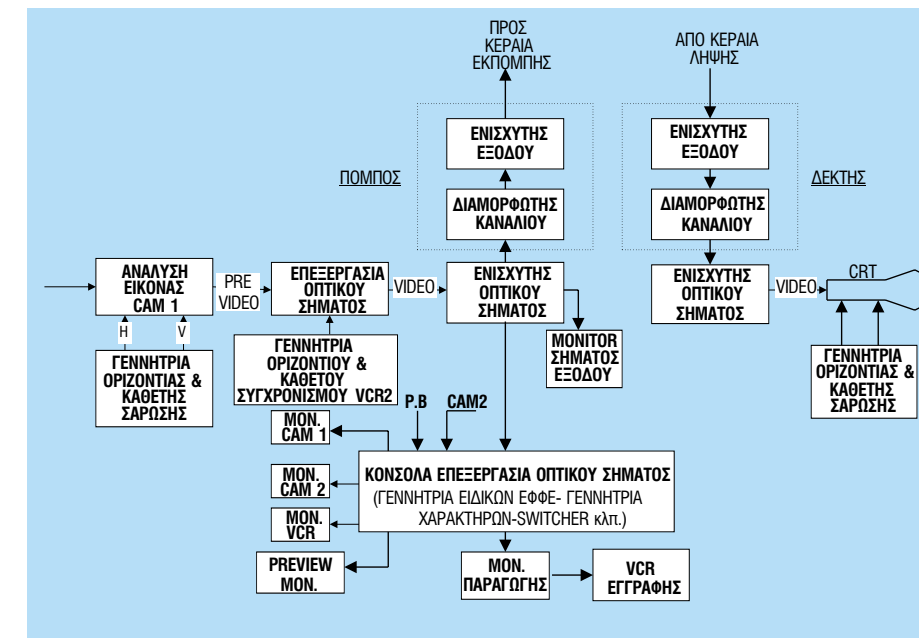 ΠΡΟΣ
ΚΕΡΑΙΑ
ΕΚΠΟΜΠΗΣ
ΑΠΟ ΚΕΡΑΙΑ
ΛΗΨΗΣ
ΕΝΙΣΧΥΤΗΣ
ΕΞΟΔΟΥ
ΕΝΙΣΧΥΤΗΣ
ΕΞΟΔΟΥ
ΠΟΜΠΟΣ
ΔΕΚΤΗΣ
ΔΙΑΜΟΡΦΩΤΗΣ
ΚΑΝΑΛΙΟΥ
ΔΙΑΜΟΡΦΩΤΗΣ
ΚΑΝΑΛΙΟΥ
ΑΝΑΛΥΣΗ
ΕΙΚΟΝΑΣ
CAM 1
PRE
VIDEO
ΕΠΕΞΕΡΓΑΣΙΑ
ΟΠΤΙΚΟΥ
ΣΗΜΑΤΟΣ
VIDEO
ΕΝΙΣΧΥΤΗΣ
ΟΠΤΙΚΟΥ
ΣΗΜΑΤΟΣ
ΕΝΙΣΧΥΤΗΣ
ΟΠΤΙΚΟΥ
ΣΗΜΑΤΟΣ
VIDEO
CRT
H
V
ΓΕΝΝΗΤΡΙΑ
ΟΡΙΖΟΝΤΙΑΣ &
ΚΑΘΕΤΗΣ
ΣΑΡΩΣΗΣ
ΓΕΝΝΗΤΡΙΑ
ΟΡΙΖΟΝΤΙΟΥ &
ΚΑΘΕΤΟΥ
ΣΥΓΧΡΟΝΙΣΜΟΥ VCR2
MONITOR
ΣΗΜΑΤΟΣ
ΕΞΟΔΟΥ
ΓΕΝΝΗΤΡΙΑ
ΟΡΙΖΟΝΤΙΑΣ &
ΚΑΘΕΤΗΣ
ΣΑΡΩΣΗΣ
P.B
CAM2
MON.
CAM 1
MON.
CAM 2
MON.
VCR
PREVIEW
MON.
ΚΟΝΣΟΛΑ ΕΠΕΞΕΡΓΑΣΙΑ ΟΠΤΙΚΟΥ ΣΗΜΑΤΟΣ
(ΓΕΝΝΗΤΡΙΑ ΕΙΔΙΚΩΝ ΕΦΦΕ- ΓΕΝΝΗΤΡΙΑ
ΧΑΡΑΚΤΗΡΩΝ-SWITCHER κλπ.)
ΜΟΝ.
ΠΑΡΑΓΩΓΗΣ
VCR
ΕΓΓΡΑΦΗΣ